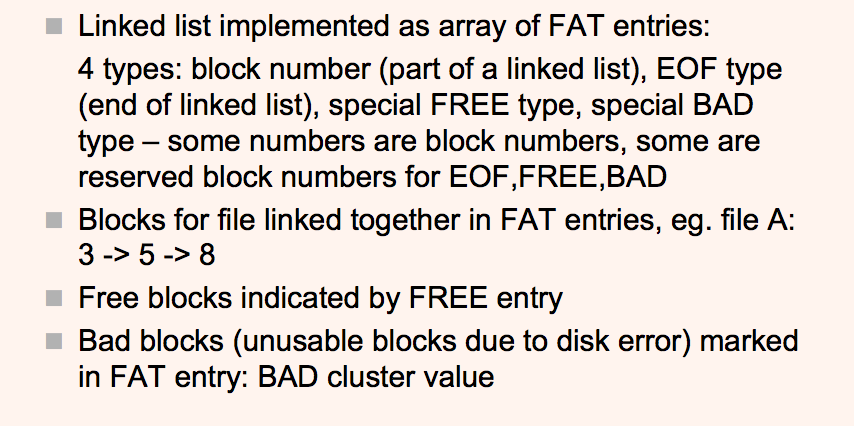 Linked list implemented as array of FAT entries:
4 types: block number (part of a linked list), EOF type
(end of linked list), special FREE type, special BAD
type – some numbers are block numbers, some are
reserved block numbers for EOF,FREE,BAD
Blocks for file linked together in FAT entries, eg. file A:
3 -> 5 -> 8
Free blocks indicated by FREE entry
Bad blocks (unusable blocks due to disk error) marked
in FAT entry: BAD cluster value